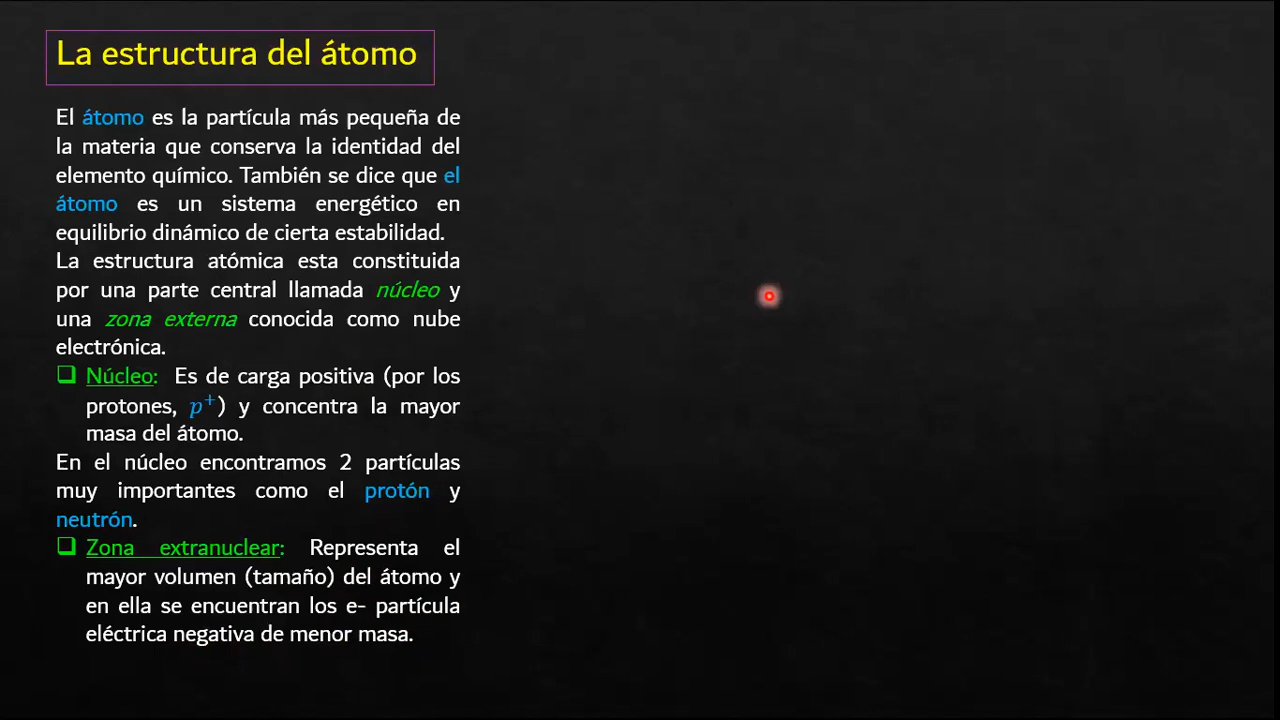 La estructura del átomo
El átomo es la partícula más pequeña de
la materia que conserva la identidad del
elemento químico. También se dice que el
átomo es un sistema energético en
equilibrio dinámico de cierta estabilidad.
La estructura atómica esta constituida
por una parte central llamada núcleo y
una zona externa conocida como nube
electrónica.
❑ Núcleo: Es de carga positiva (por los
protones, p⁺) y concentra la mayor
masa del átomo.
En el núcleo encontramos 2 partículas
muy importantes como el protón y
neutrón.
❑ Zona extranuclear: Representa el
mayor volumen (tamaño) del átomo y
en ella se encuentran los e- partícula
eléctrica negativa de menor masa.